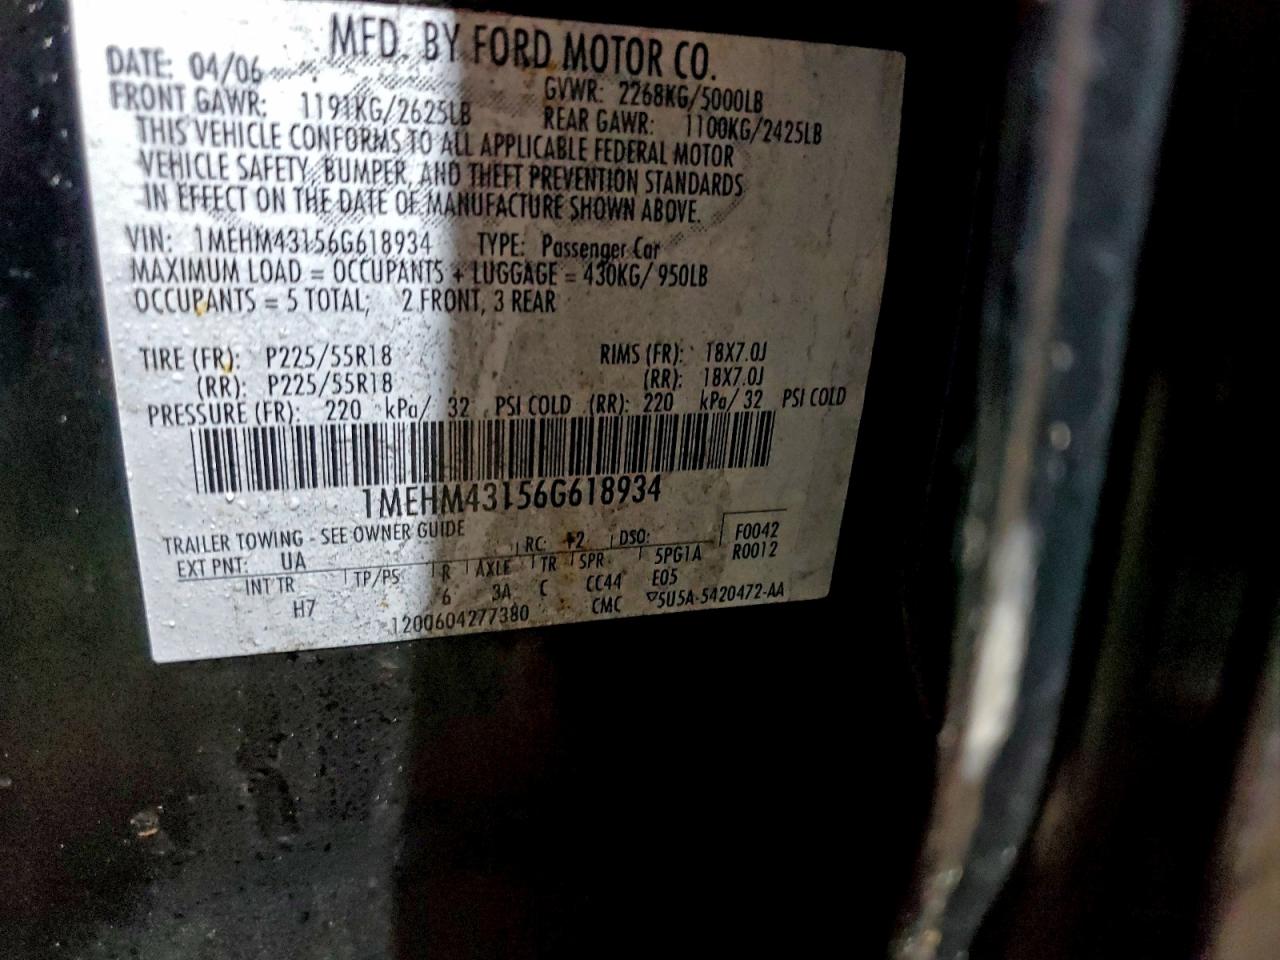 MFD. BY FORD MOTOR CO.
DATE: 04/06 GVWR: 2268KG/5000LB
FRONT GAWR: 1191KG/2625LB REAR GAWR: 1100KG/2425LB
THIS VEHICLE CONFORMS TO ALL APPLICABLE FEDERAL MOTOR
VEHICLE SAFETY, BUMPER, AND THEFT PREVENTION STANDARDS
IN EFFECT ON THE DATE OF MANUFACTURE SHOWN ABOVE.
VIN: 1MEHM43156G618934 TYPE: Passenger Car
MAXIMUM LOAD = OCCUPANTS + LUGGAGE = 430KG/ 950LB
OCCUPANTS = 5 TOTAL; 2 FRONT, 3 REAR
TIRE (FR): P225/55R18 RIMS (FR): 18X7.0J
(RR): P225/55R18 (RR): 18X7.0J
PRESSURE (FR): 220 kPa/ 32 PSI COLD (RR): 220 kPa/ 32 PSI COLD
1MEHM43156G618934
TRAILER TOWING - SEE OWNER GUIDE
EXT PNT: UA RC: 12 DSO: F0042
R0012
INT TR TP/PS R AXLE TR SPR 5PG1A
H7 6 3A C CC44 E05
1200604277380 CMC ▽5U5A-5420472-AA